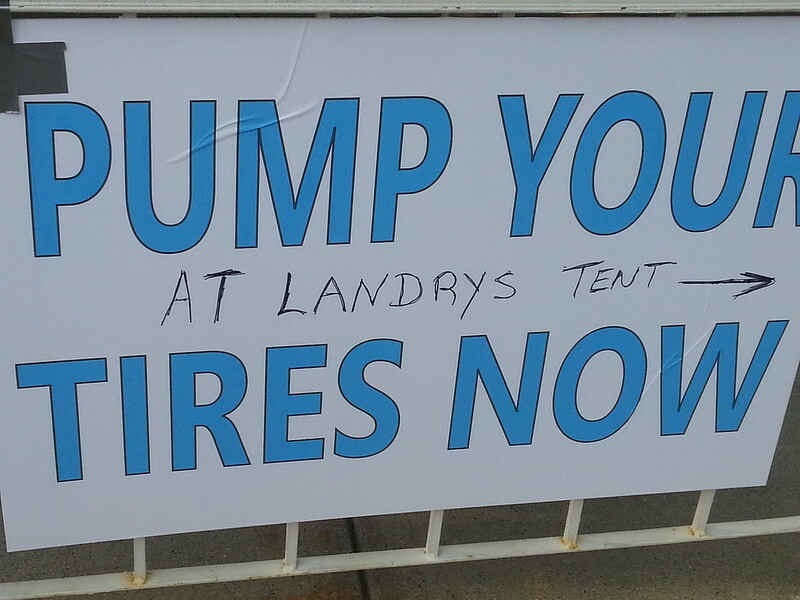 PUMP YOUR
AT LANDRYS TENT →
TIRES NOW